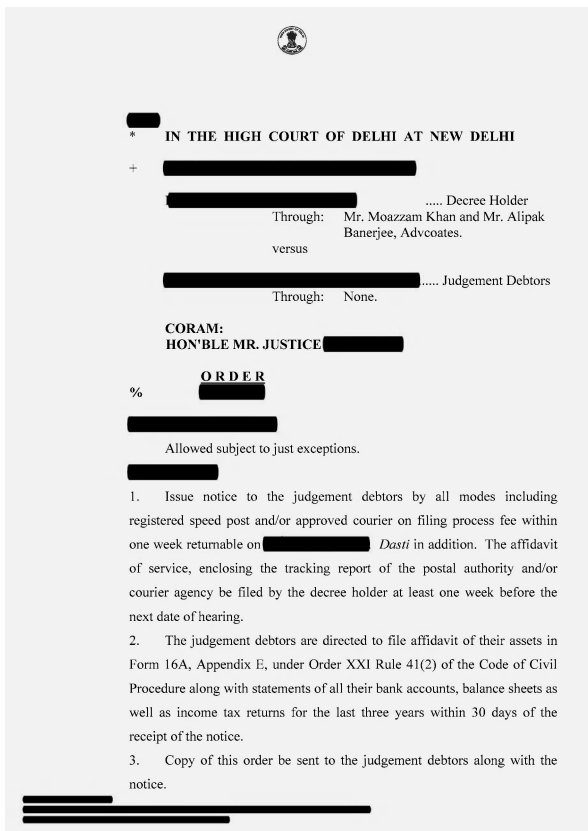 * IN THE HIGH COURT OF DELHI AT NEW DELHI
+
..... Decree Holder
Through: Mr. Moazzam Khan and Mr. Alipak
Banerjee, Advcoates.
versus
..... Judgement Debtors
Through: None.
CORAM:
HON'BLE MR. JUSTICE
O R D E R
%
Allowed subject to just exceptions.
1. Issue notice to the judgement debtors by all modes including
registered speed post and/or approved courier on filing process fee within
one week returnable on Dasti in addition. The affidavit
of service, enclosing the tracking report of the postal authority and/or
courier agency be filed by the decree holder at least one week before the
next date of hearing.
2. The judgement debtors are directed to file affidavit of their assets in
Form 16A, Appendix E, under Order XXI Rule 41(2) of the Code of Civil
Procedure along with statements of all their bank accounts, balance sheets as
well as income tax returns for the last three years within 30 days of the
receipt of the notice.
3. Copy of this order be sent to the judgement debtors along with the
notice.